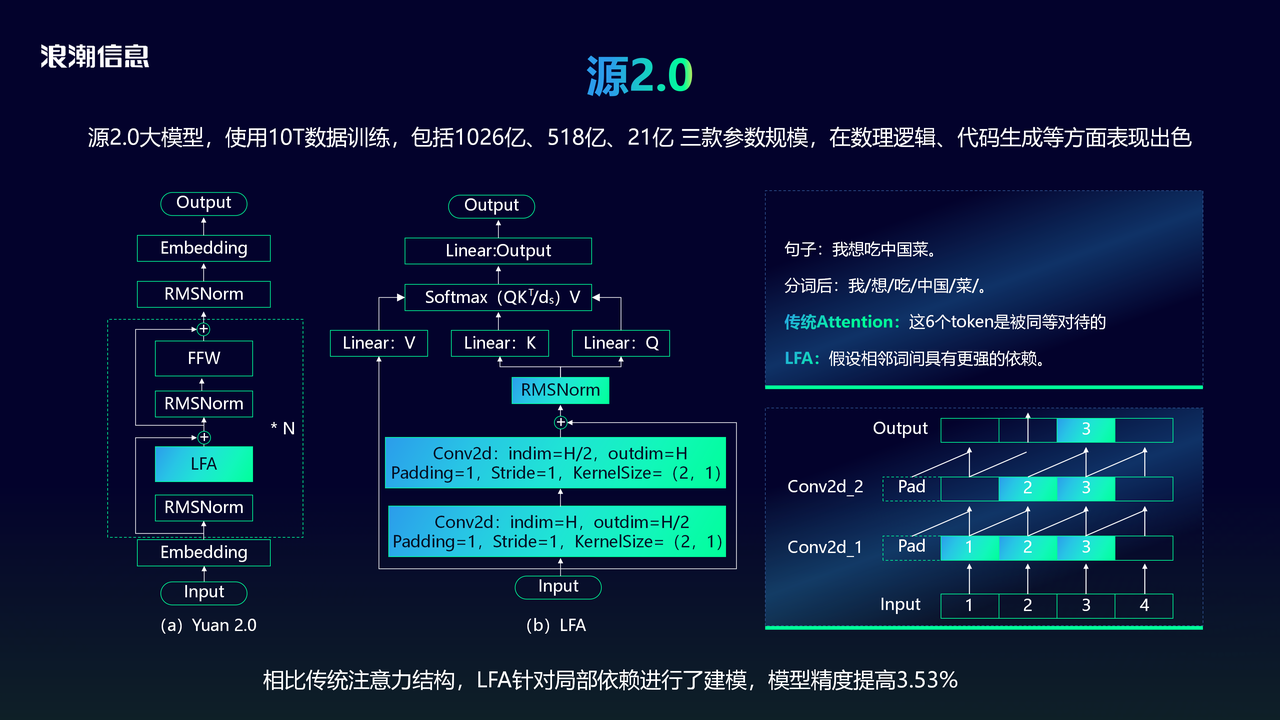 浪潮信息
源2.0
源2.0大模型，使用10T数据训练，包括1026亿、518亿、21亿 三款参数规模，在数理逻辑、代码生成等方面表现出色
Output
Embedding
RMSNorm
FFW
RMSNorm
* N
LFA
RMSNorm
Embedding
Input
（a）Yuan 2.0
Output
Linear:Output
Softmax（QKᵀ/dₛ）V
Linear：V
Linear：K
Linear：Q
RMSNorm
Conv2d：indim=H/2，outdim=H
Padding=1，Stride=1，KernelSize=（2，1）
Conv2d：indim=H，outdim=H/2
Padding=1，Stride=1，KernelSize=（2，1）
Input
（b）LFA
句子：我想吃中国菜。
分词后：我/想/吃/中国/菜/。
传统Attention：这6个token是被同等对待的
LFA：假设相邻词间具有更强的依赖。
Output 3
Conv2d_2 Pad 2 3
Conv2d_1 Pad 1 2 3
Input 1 2 3 4
相比传统注意力结构，LFA针对局部依赖进行了建模，模型精度提高3.53%